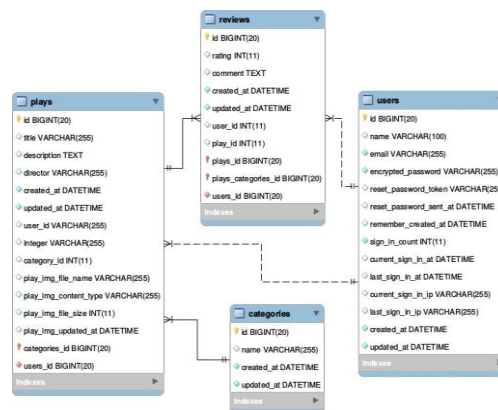 reviews
id BIGINT(20)
rating INT(11)
comment TEXT
created_at DATETIME
updated_at DATETIME
user_id INT(11)
play_id INT(11)
plays_id BIGINT(20)
plays_categories_id BIGINT(20)
users_id BIGINT(20)
Indexes
plays
id BIGINT(20)
title VARCHAR(255)
description TEXT
director VARCHAR(255)
created_at DATETIME
updated_at DATETIME
user_id VARCHAR(255)
integer VARCHAR(255)
category_id INT(11)
play_img_file_name VARCHAR(255)
play_img_content_type VARCHAR(255)
play_img_file_size INT(11)
play_img_updated_at DATETIME
categories_id BIGINT(20)
users_id BIGINT(20)
Indexes
users
id BIGINT(20)
name VARCHAR(100)
email VARCHAR(255)
encrypted_password VARCHAR(255)
reset_password_token VARCHAR(255
reset_password_sent_at DATETIME
remember_created_at DATETIME
sign_in_count INT(11)
current_sign_in_at DATETIME
last_sign_in_at DATETIME
current_sign_in_ip VARCHAR(255)
last_sign_in_ip VARCHAR(255)
created_at DATETIME
updated_at DATETIME
Indexes
categories
id BIGINT(20)
name VARCHAR(255)
created_at DATETIME
updated_at DATETIME
Indexes